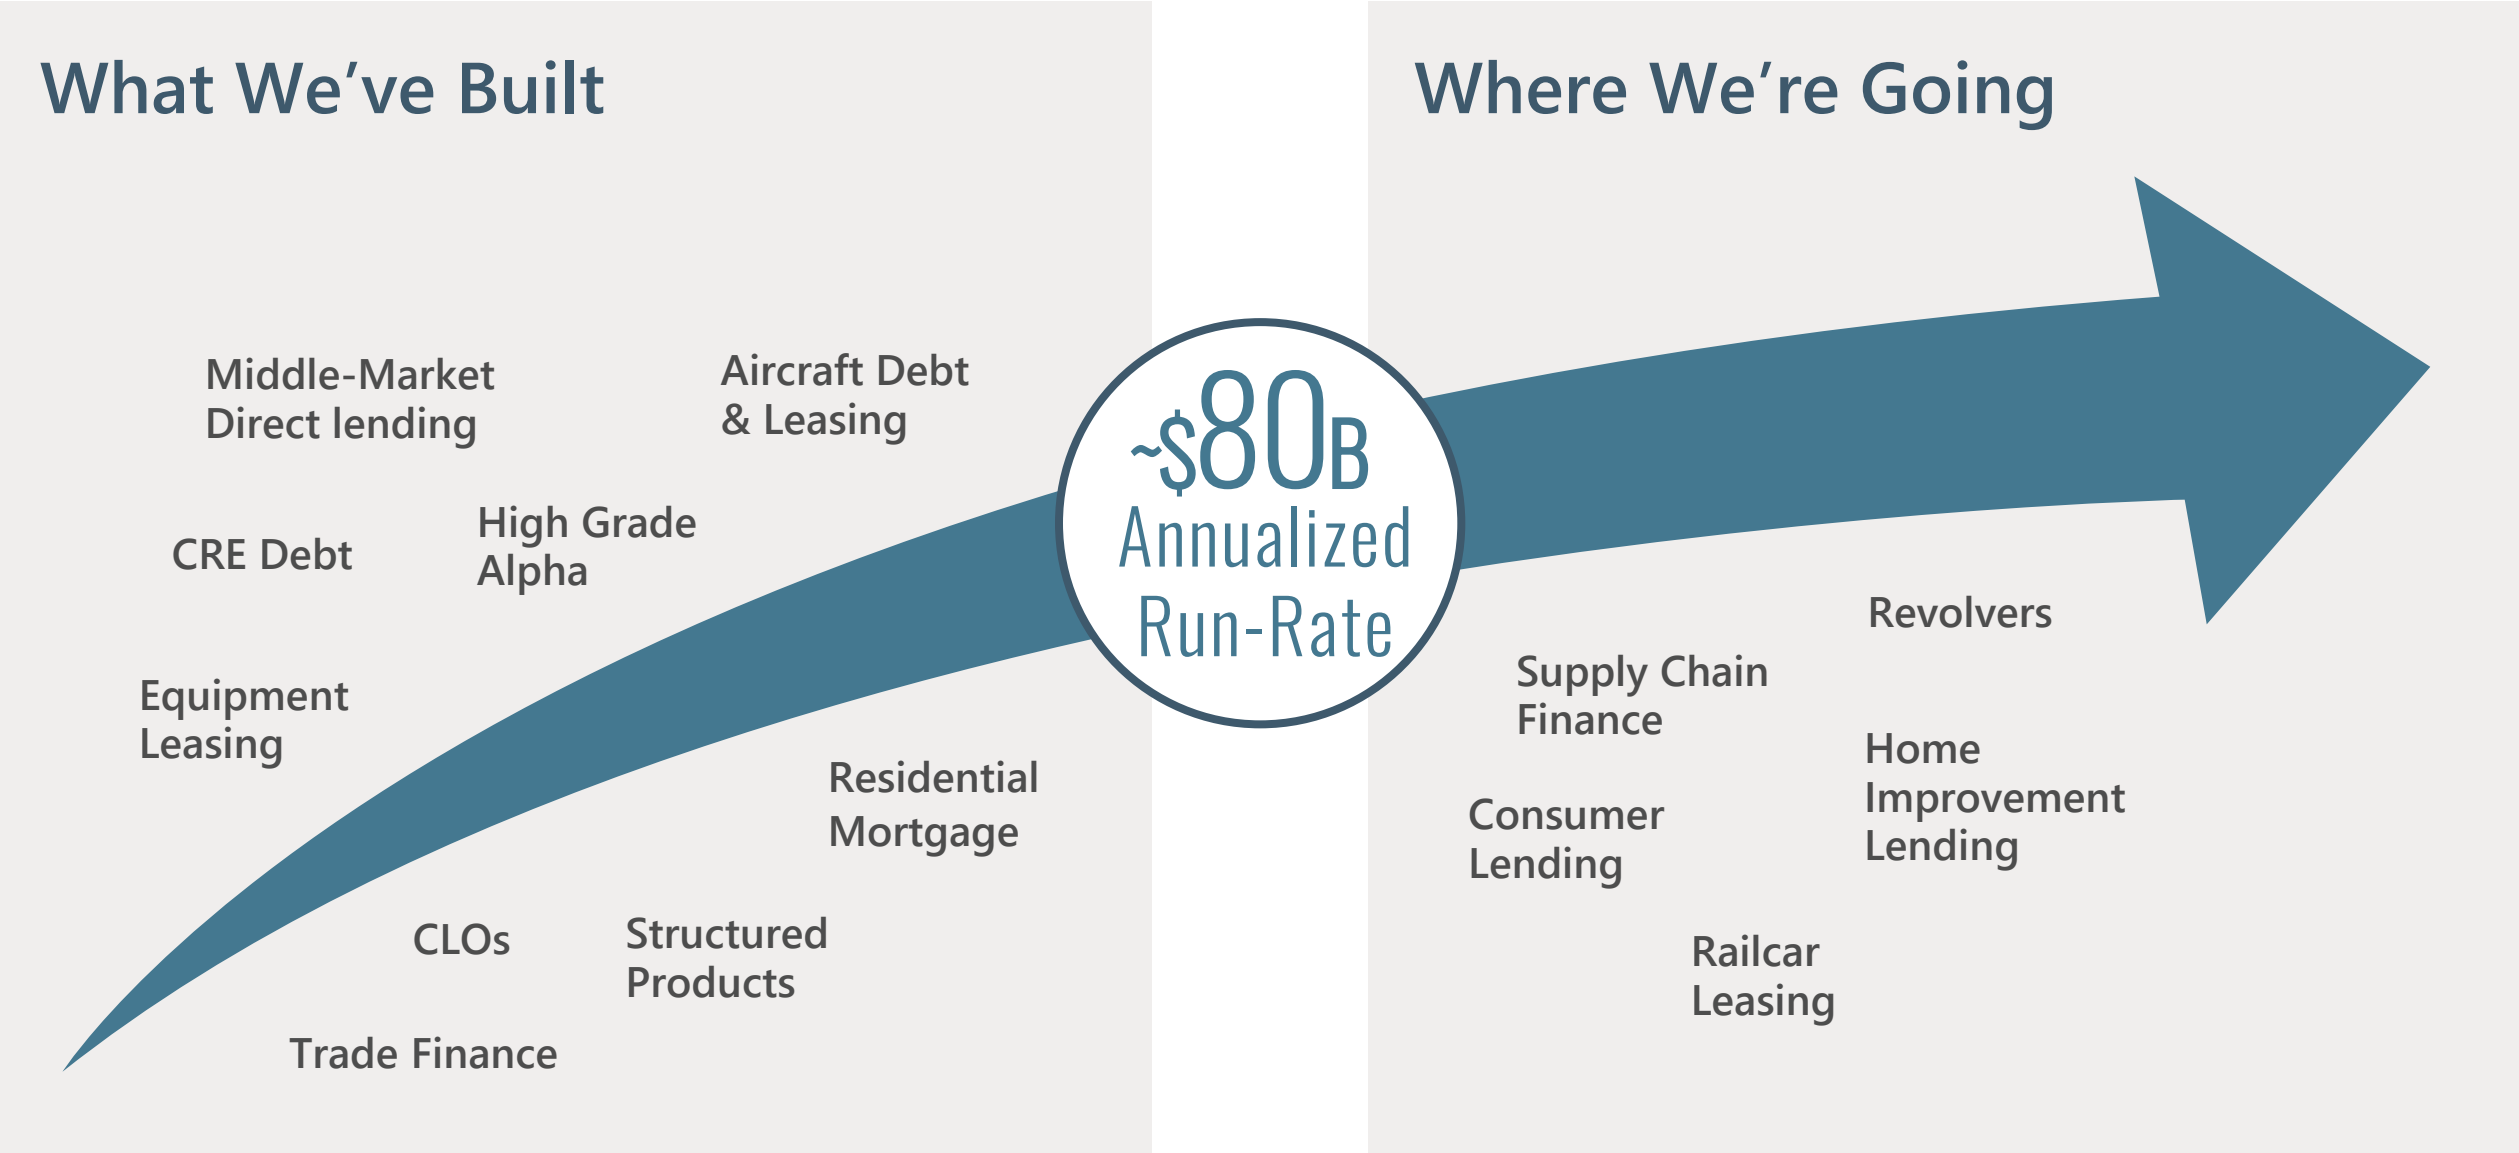 What We’ve Built
Middle-Market
Direct lending
Aircraft Debt
& Leasing
CRE Debt
High Grade
Alpha
Equipment
Leasing
Residential
Mortgage
CLOs
Structured
Products
Trade Finance
~$80B
Annualized
Run-Rate
Where We’re Going
Revolvers
Supply Chain
Finance
Home
Improvement
Lending
Consumer
Lending
Railcar
Leasing